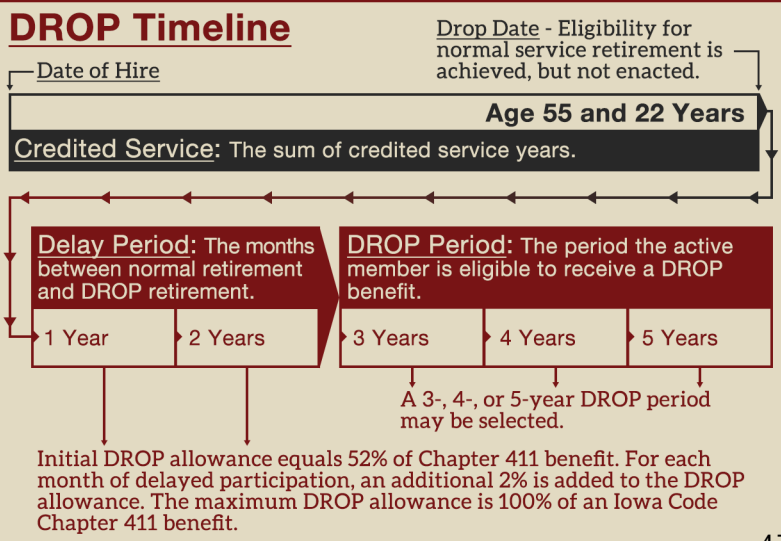 DROP Timeline
Drop Date - Eligibility for
normal service retirement is
achieved, but not enacted.
Date of Hire
Age 55 and 22 Years
Credited Service: The sum of credited service years.
Delay Period: The months
between normal retirement
and DROP retirement.
DROP Period: The period the active
member is eligible to receive a DROP
benefit.
1 Year
2 Years
3 Years
4 Years
5 Years
A 3-, 4-, or 5-year DROP period
may be selected.
Initial DROP allowance equals 52% of Chapter 411 benefit. For each
month of delayed participation, an additional 2% is added to the DROP
allowance. The maximum DROP allowance is 100% of an Iowa Code
Chapter 411 benefit.